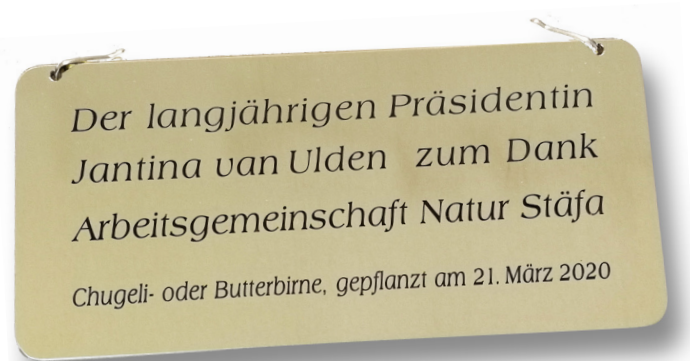 Der langjährigen Präsidentin
Jantina van Ulden zum Dank
Arbeitsgemeinschaft Natur Stäfa
Chugeli- oder Butterbirne, gepflanzt am 21. März 2020